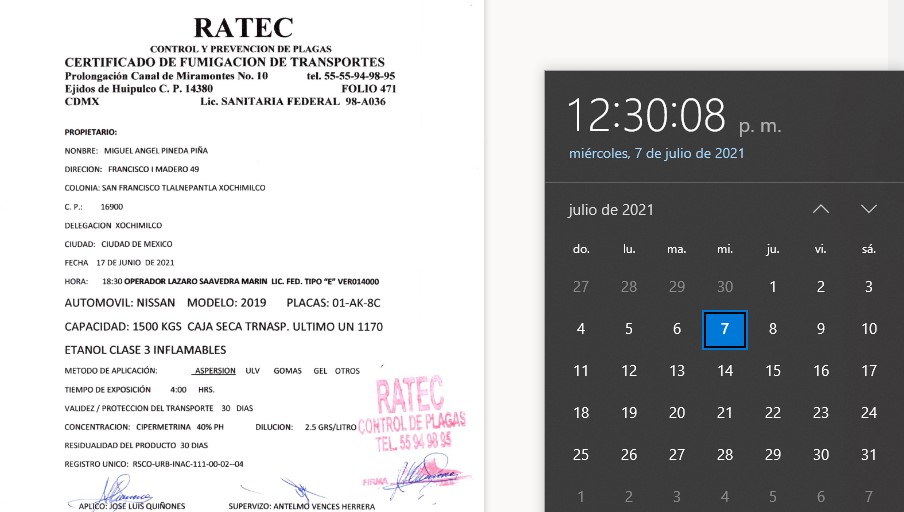 RATEC
CONTROL Y PREVENCION DE PLAGAS
CERTIFICADO DE FUMIGACION DE TRANSPORTES
Prolongación Canal de Miramontes No. 10 tel. 55-55-94-98-95
Ejidos de Huipulco C. P. 14380 FOLIO 471
CDMX Lic. SANITARIA FEDERAL 98-A036
PROPIETARIO:
NOMBRE: MIGUEL ANGEL PINEDA PIÑA
DIRECION: FRANCISCO I MADERO 49
COLONIA: SAN FRANCISCO TLALNEPANTLA XOCHIMILCO
C. P.: 16900
DELEGACION XOCHIMILCO
CIUDAD: CIUDAD DE MEXICO
FECHA 17 DE JUNIO DE 2021
HORA: 18:30 OPERADOR LAZARO SAAVEDRA MARIN LIC. FED. TIPO “E” VER014000
AUTOMOVIL: NISSAN MODELO: 2019 PLACAS: 01-AK-8C
CAPACIDAD: 1500 KGS CAJA SECA TRNASP. ULTIMO UN 1170
ETANOL CLASE 3 INFLAMABLES
METODO DE APLICACIÓN: ASPERSION ULV GOMAS GEL OTROS
TIEMPO DE EXPOSICIÓN 4:00 HRS.
VALIDEZ / PROTECCION DEL TRANSPORTE 30 DIAS
CONCENTRACION: CIPERMETRINA 40% PH DILUCION: 2.5 GRS/LITRO
RESIDUALIDAD DEL PRODUCTO 30 DIAS
REGISTRO UNICO: RSCO-URB-INAC-111-00-02--04
RATEC
CONTROL DE PLAGAS
TEL. 55 94 98 95
FIRMA
APLICO: JOSE LUIS QUIÑONES SUPERVIZO: ANTELMO VENCES HERRERA
12:30:08 p. m.
miércoles, 7 de julio de 2021
julio de 2021
do. lu. ma. mi. ju. vi. sá.
27 28 29 30 1 2 3
4 5 6 7 8 9 10
11 12 13 14 15 16 17
18 19 20 21 22 23 24
25 26 27 28 29 30 31
1 2 3 4 5 6 7